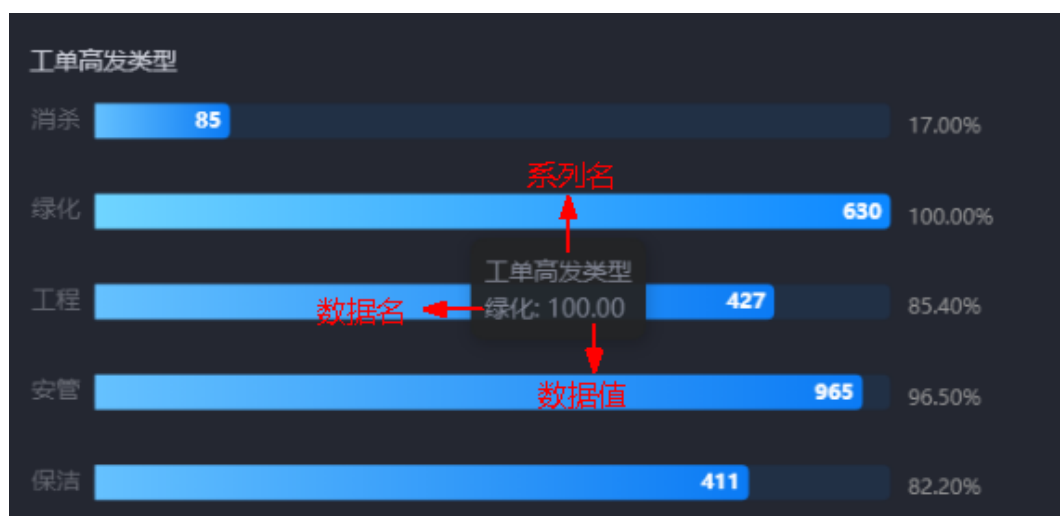 工单高发类型
消杀 85 17.00%
系列名
绿化 630 100.00%
工单高发类型
工程 427 85.40%
数据名 绿化: 100.00
安管 数据值 965 96.50%
保洁 411 82.20%